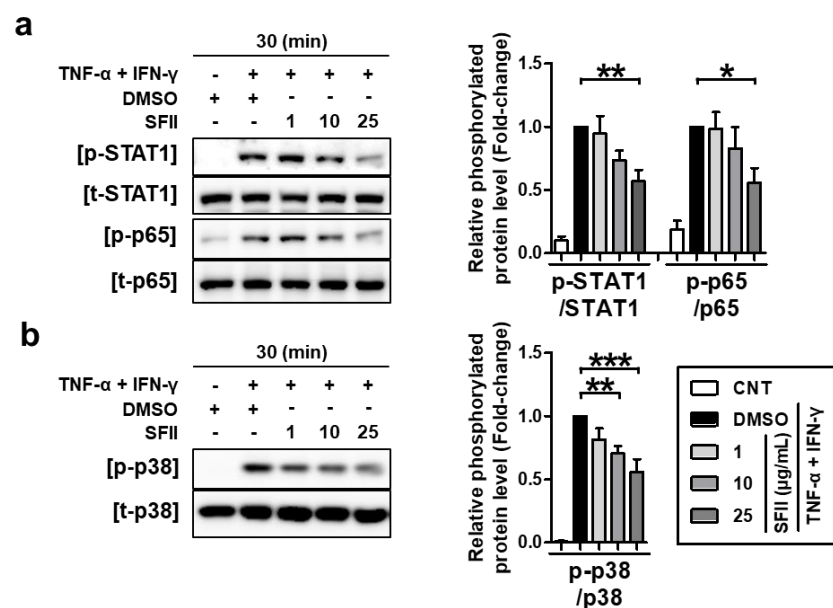 a
30 (min)
TNF-α + IFN-γ - + + + +
DMSO + + - - -
SFII - - 1 10 25
[p-STAT1]
[t-STAT1]
[p-p65]
[t-p65]
Relative phosphorylated
protein level (Fold-change)
1.5
1.0
0.5
0.0
**
*
p-STAT1
/STAT1
p-p65
/p65
b
30 (min)
TNF-α + IFN-γ - + + + +
DMSO + + - - -
SFII - - 1 10 25
[p-p38]
[t-p38]
Relative phosphorylated
protein level (Fold-change)
1.5
1.0
0.5
0.0
***
**
p-p38
/p38
CNT
DMSO
1
10
25
SFII (μg/mL)
TNF-α + IFN-γ